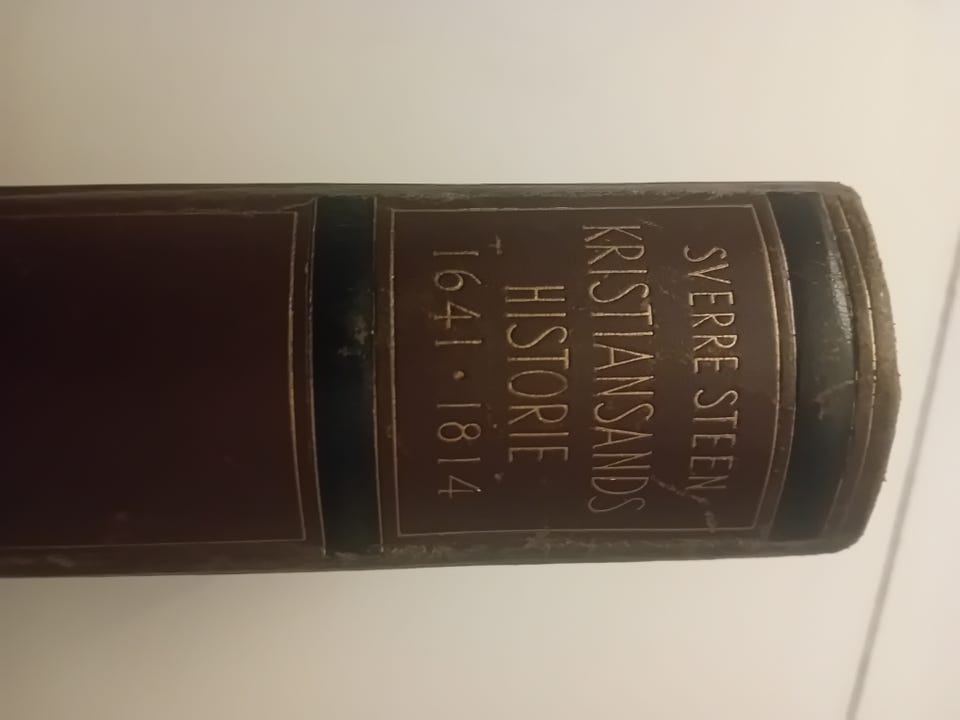 SVERRE STEEN
KRISTIANSANDS
HISTORIE
1641 · 1814